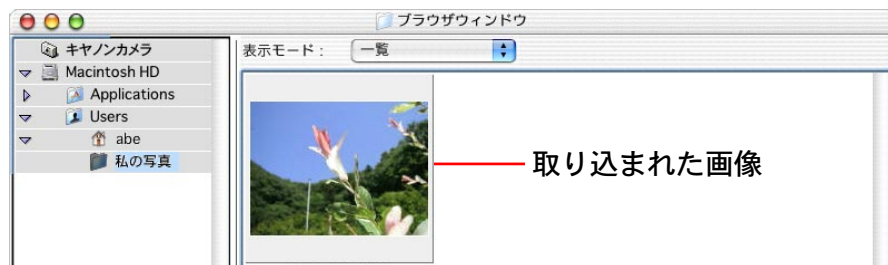 ブラウザウィンドウ
キヤノンカメラ
表示モード： 一覧
Macintosh HD
Applications
Users
abe
私の写真
取り込まれた画像